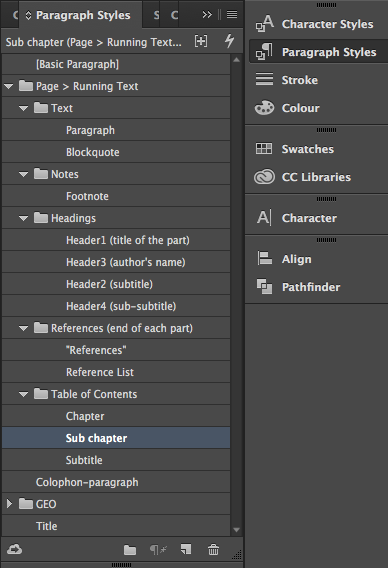 Paragraph Styles
S
C
Sub chapter (Page > Running Text...
[Basic Paragraph]
Page > Running Text
Text
Paragraph
Blockquote
Notes
Footnote
Headings
Header1 (title of the part)
Header3 (author's name)
Header2 (subtitle)
Header4 (sub-subtitle)
References (end of each part)
"References"
Reference List
Table of Contents
Chapter
Sub chapter
Subtitle
Colophon-paragraph
GEO
Title
Character Styles
Paragraph Styles
Stroke
Colour
Swatches
CC Libraries
Character
Align
Pathfinder